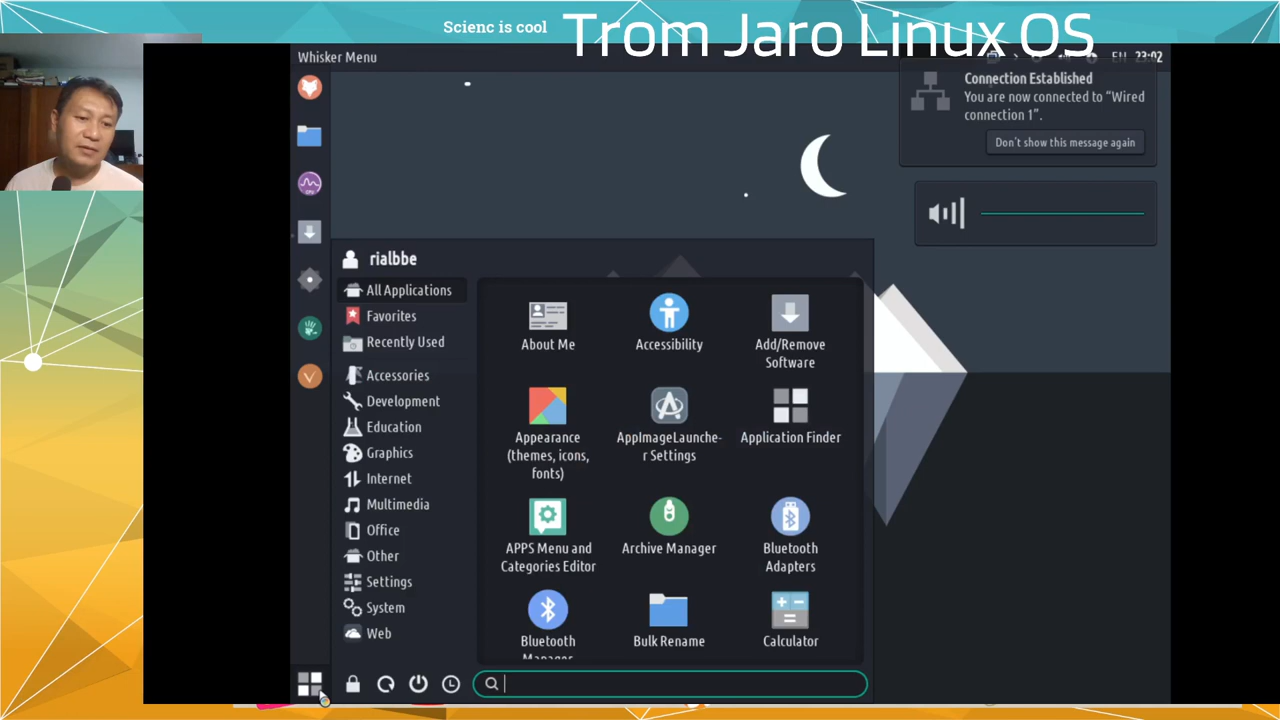 Scienc is cool
Trom Jaro Linux OS
Whisker Menu
23:02
Connection Established
You are now connected to “Wired
connection 1”.
Don't show this message again
rialbbe
All Applications
Favorites
Recently Used
Accessories
Development
Education
Graphics
Internet
Multimedia
Office
Other
Settings
System
Web
About Me
Accessibility
Add/Remove
Software
Appearance
(themes, icons,
fonts)
AppImageLaunche-
r Settings
Application Finder
APPS Menu and
Categories Editor
Archive Manager
Bluetooth
Adapters
Bluetooth
Manager
Bulk Rename
Calculator